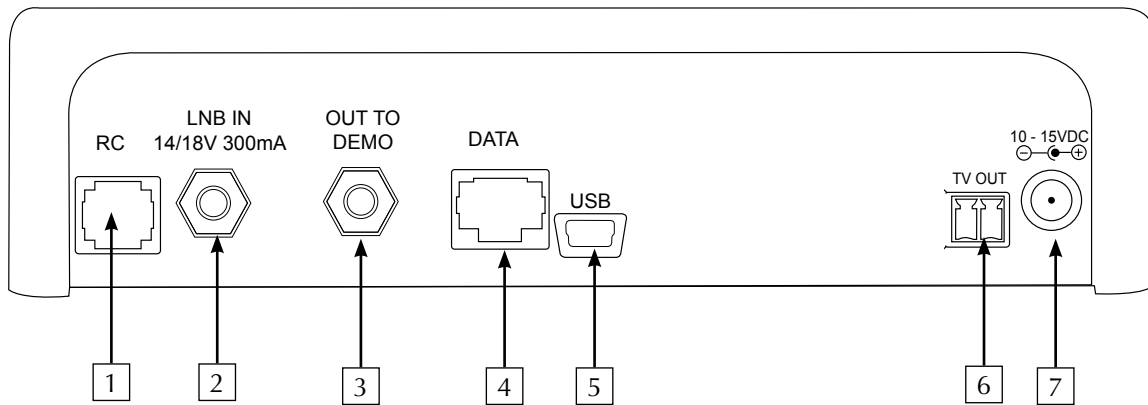 RC
LNB IN
14/18V 300mA
OUT TO
DEMO
DATA
USB
TV OUT
10 - 15VDC
1
2
3
4
5
6
7